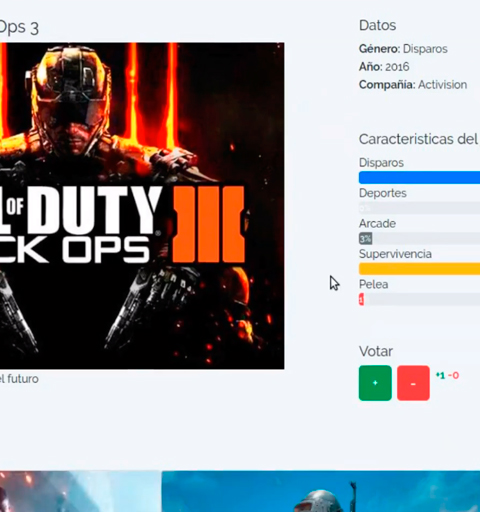 Ops 3
L OF DUTY III
CK OPS
el futuro
Datos
Género: Disparos
Año: 2016
Compañía: Activision
Caracteristicas del
Disparos
Deportes
Arcade
3%
Supervivencia
Pelea
1
Votar
+
-
+1 -0